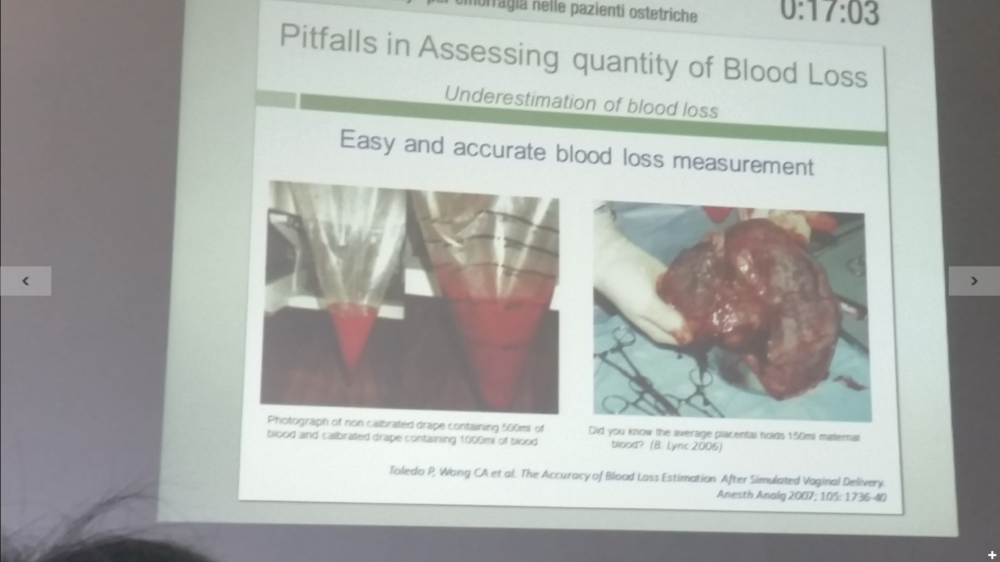 per emorragia nelle pazienti ostetriche
0:17:03
Pitfalls in Assessing quantity of Blood Loss
Underestimation of blood loss
Easy and accurate blood loss measurement
Photograph of non calbrated drape containing 500ml of
blood and calbrated drape containing 1000ml of blood
Did you know the average placental holds 150ml maternal
blood? (B. Lync 2006)
Toledo P, Wong CA et al. The Accuracy of Blood Loss Estimation After Simulated Vaginal Delivery.
Anesth Analg 2007; 105: 1736-40